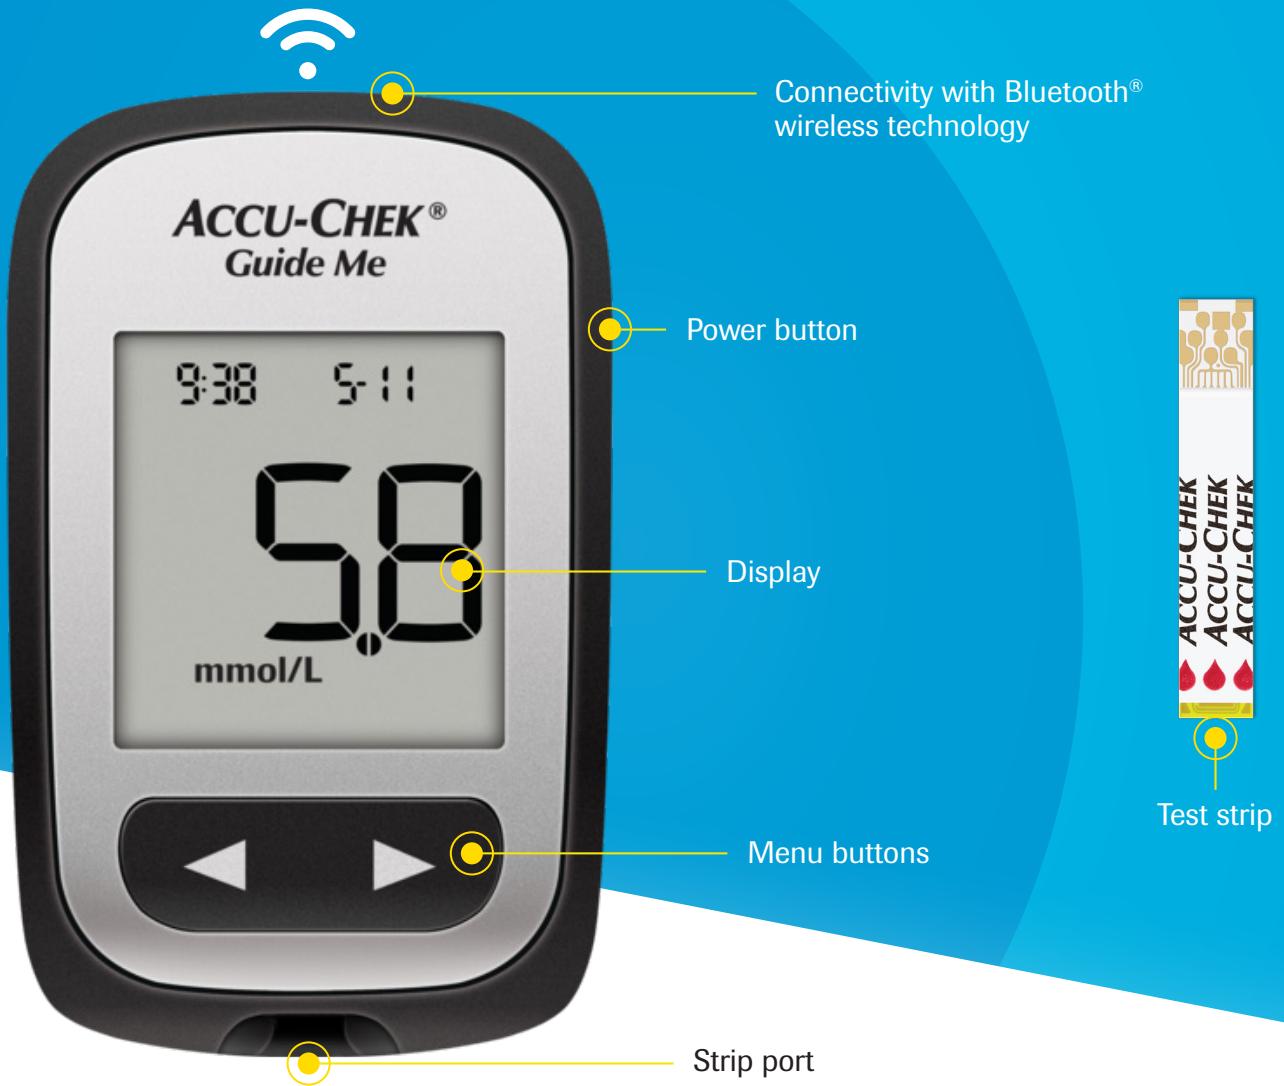 Connectivity with Bluetooth®
wireless technology
ACCU-CHEK®
Guide Me
Power button
9:38 5-11
5.8
mmol/L
Display
ACCU-CHEK
ACCU-CHEK
ACCU-CHEK
Test strip
Menu buttons
Strip port